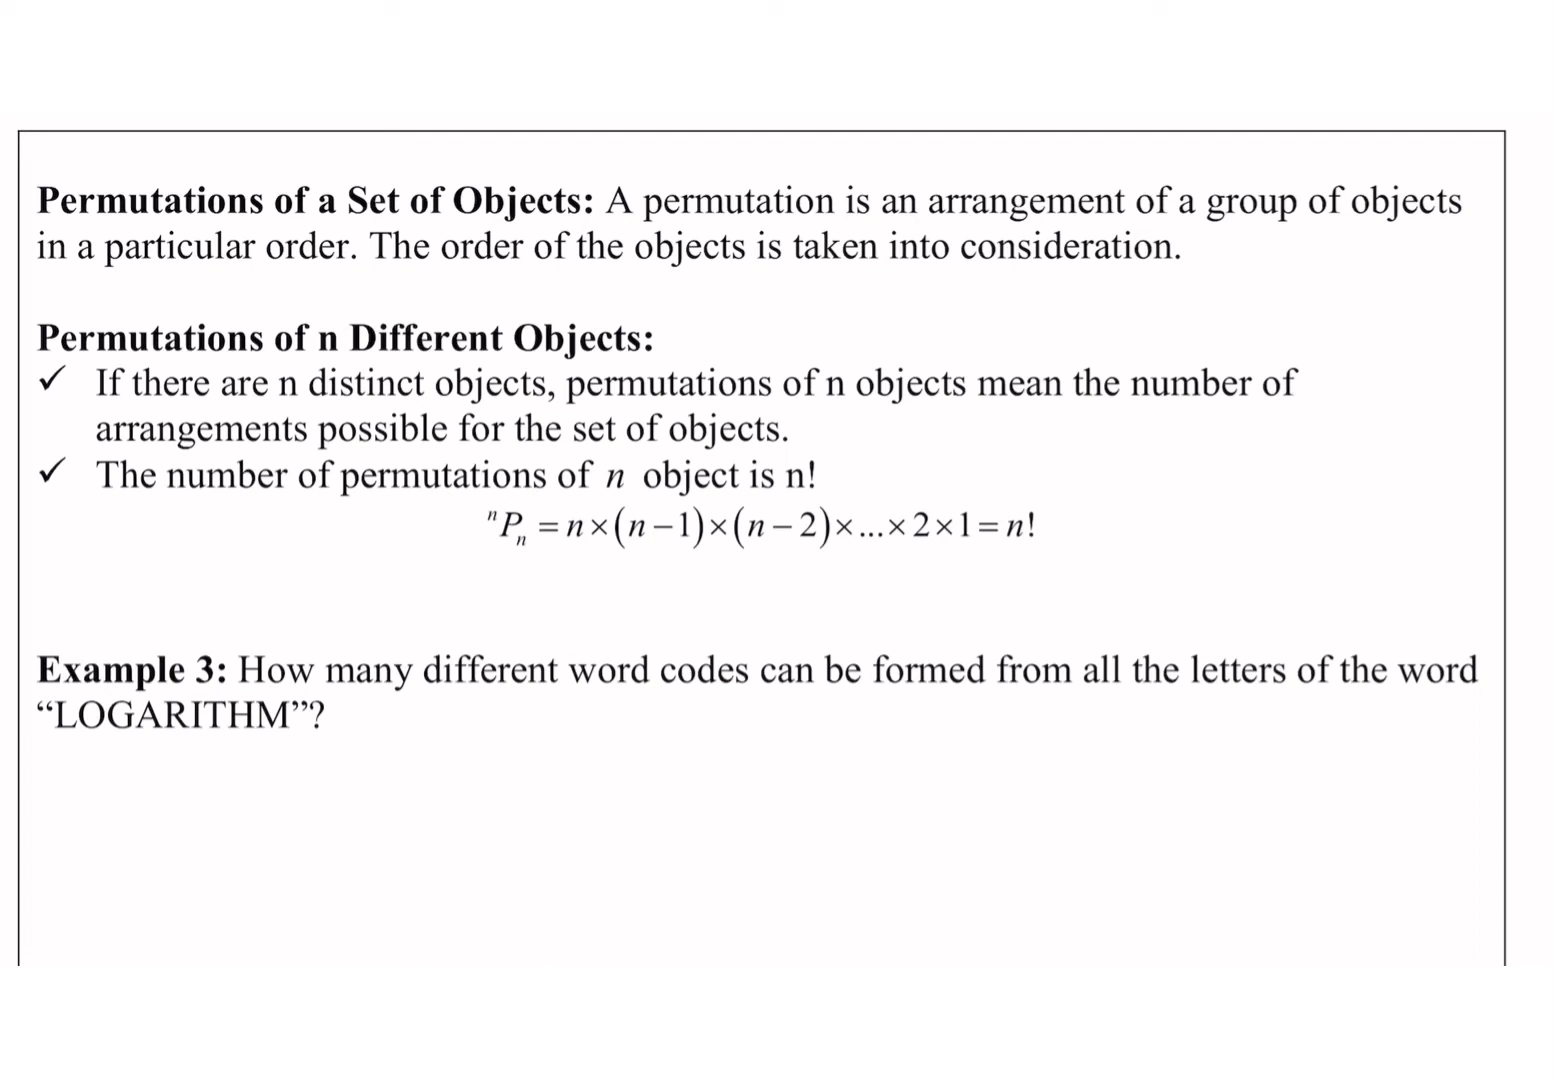 Permutations of a Set of Objects: A permutation is an arrangement of a group of objects
in a particular order. The order of the objects is taken into consideration.
Permutations of n Different Objects:
✓ If there are n distinct objects, permutations of n objects mean the number of
arrangements possible for the set of objects.
✓ The number of permutations of n object is n!
ⁿPₙ = n×(n−1)×(n−2)×...×2×1= n!
Example 3: How many different word codes can be formed from all the letters of the word
“LOGARITHM”?